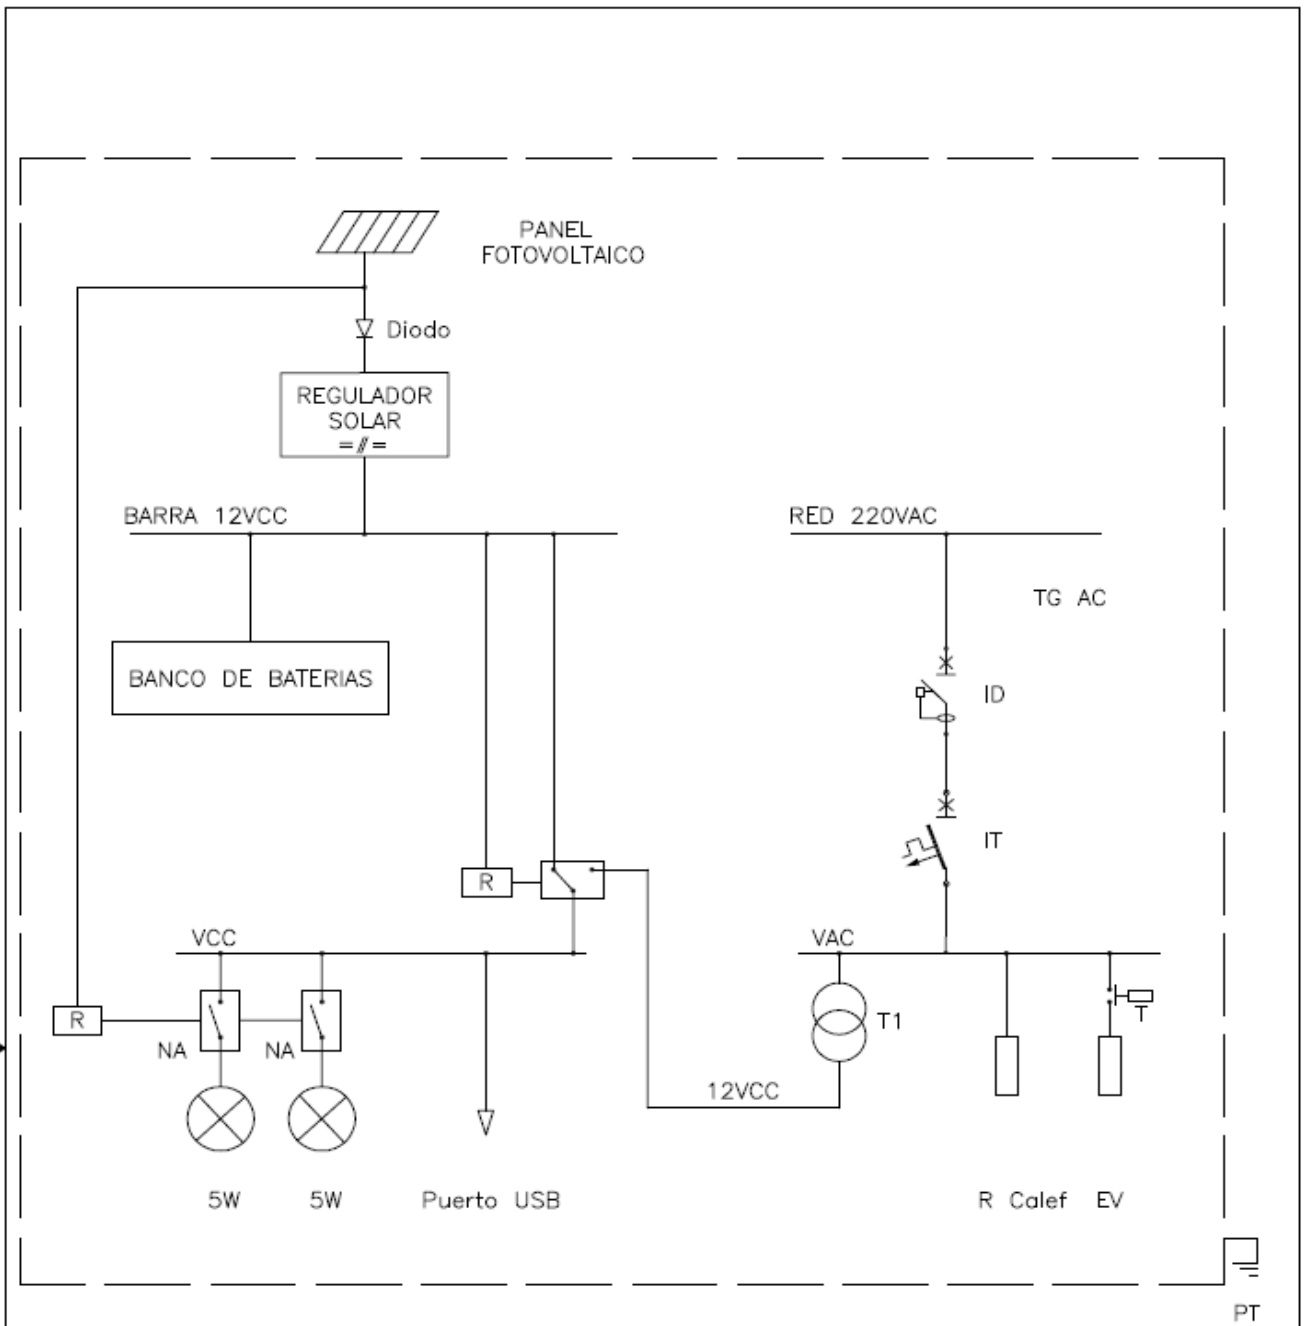 PANEL
FOTOVOLTAICO
Diodo
REGULADOR
SOLAR
=//=
BARRA 12VCC
RED 220VAC
TG AC
BANCO DE BATERIAS
ID
IT
R
VCC
VAC
R
NA
NA
T1
T
12VCC
5W
5W
Puerto USB
R Calef
EV
PT